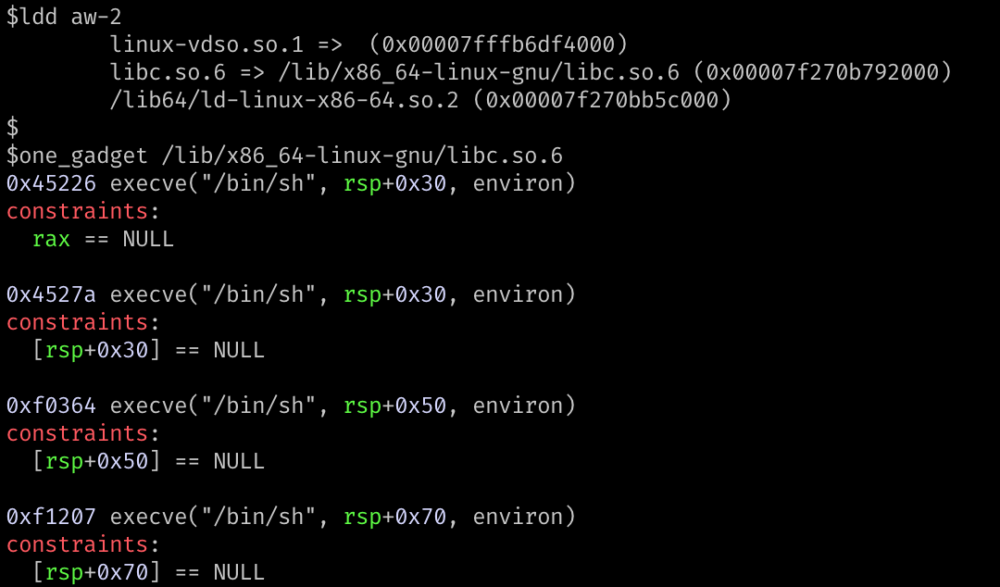 $ldd aw-2
        linux-vdso.so.1 =>  (0x00007fffb6df4000)
        libc.so.6 => /lib/x86_64-linux-gnu/libc.so.6 (0x00007f270b792000)
        /lib64/ld-linux-x86-64.so.2 (0x00007f270bb5c000)
$
$one_gadget /lib/x86_64-linux-gnu/libc.so.6
0x45226 execve("/bin/sh", rsp+0x30, environ)
constraints:
  rax == NULL

0x4527a execve("/bin/sh", rsp+0x30, environ)
constraints:
  [rsp+0x30] == NULL

0xf0364 execve("/bin/sh", rsp+0x50, environ)
constraints:
  [rsp+0x50] == NULL

0xf1207 execve("/bin/sh", rsp+0x70, environ)
constraints:
  [rsp+0x70] == NULL